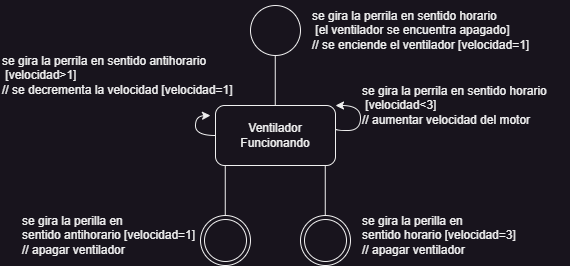 se gira la perrila en sentido horario
[el ventilador se encuentra apagado]
// se enciende el ventilador [velocidad=1]
se gira la perrila en sentido antihorario
[velocidad>1]
// se decrementa la velocidad [velocidad=1]
se gira la perrila en sentido horario
[velocidad<3]
// aumentar velocidad del motor
Ventilador
Funcionando
se gira la perilla en
sentido antihorario [velocidad=1]
// apagar ventilador
se gira la perilla en
sentido horario [velocidad=3]
// apagar ventilador